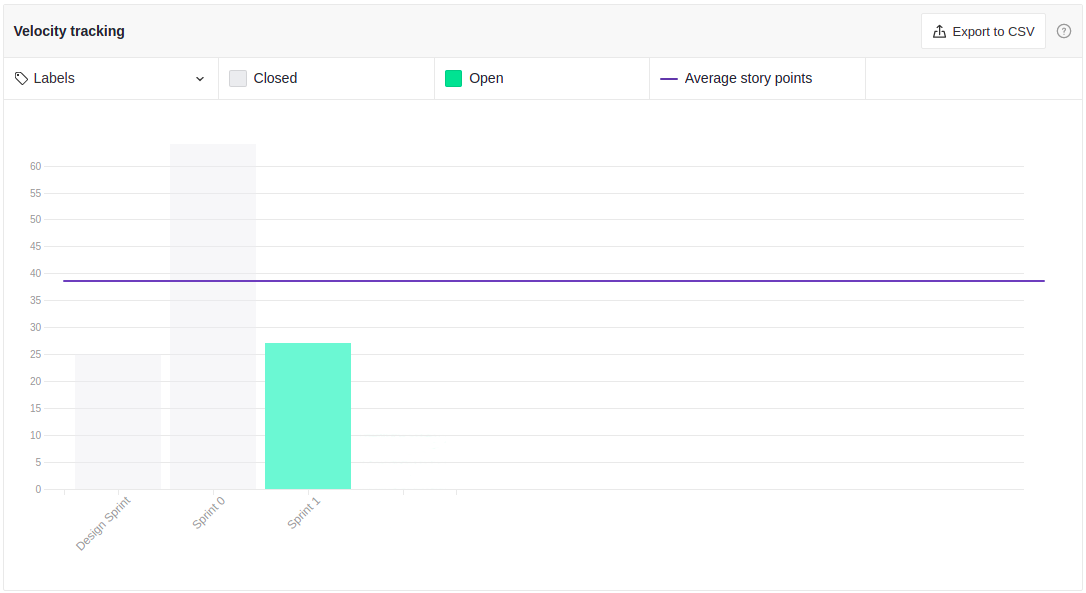 Velocity tracking
Export to CSV
?
Labels
Closed
Open
Average story points
60
55
50
45
40
35
30
25
20
15
10
5
0
Design Sprint
Sprint 0
Sprint 1